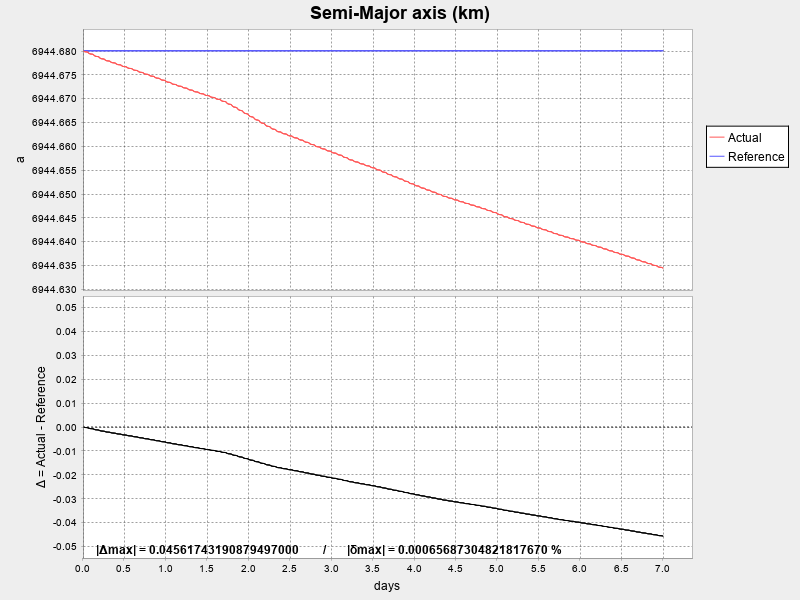 Semi-Major axis (km)
6944.680
6944.675
6944.670
6944.665
6944.660
6944.655
6944.650
6944.645
6944.640
6944.635
6944.630
a
Actual
Reference
0.05
0.04
0.03
0.02
0.01
0.00
-0.01
-0.02
-0.03
-0.04
-0.05
Δ = Actual - Reference
|Δmax| = 0.04561743190879497000 / |δmax| = 0.00065687304821817670 %
0.0 0.5 1.0 1.5 2.0 2.5 3.0 3.5 4.0 4.5 5.0 5.5 6.0 6.5 7.0
days